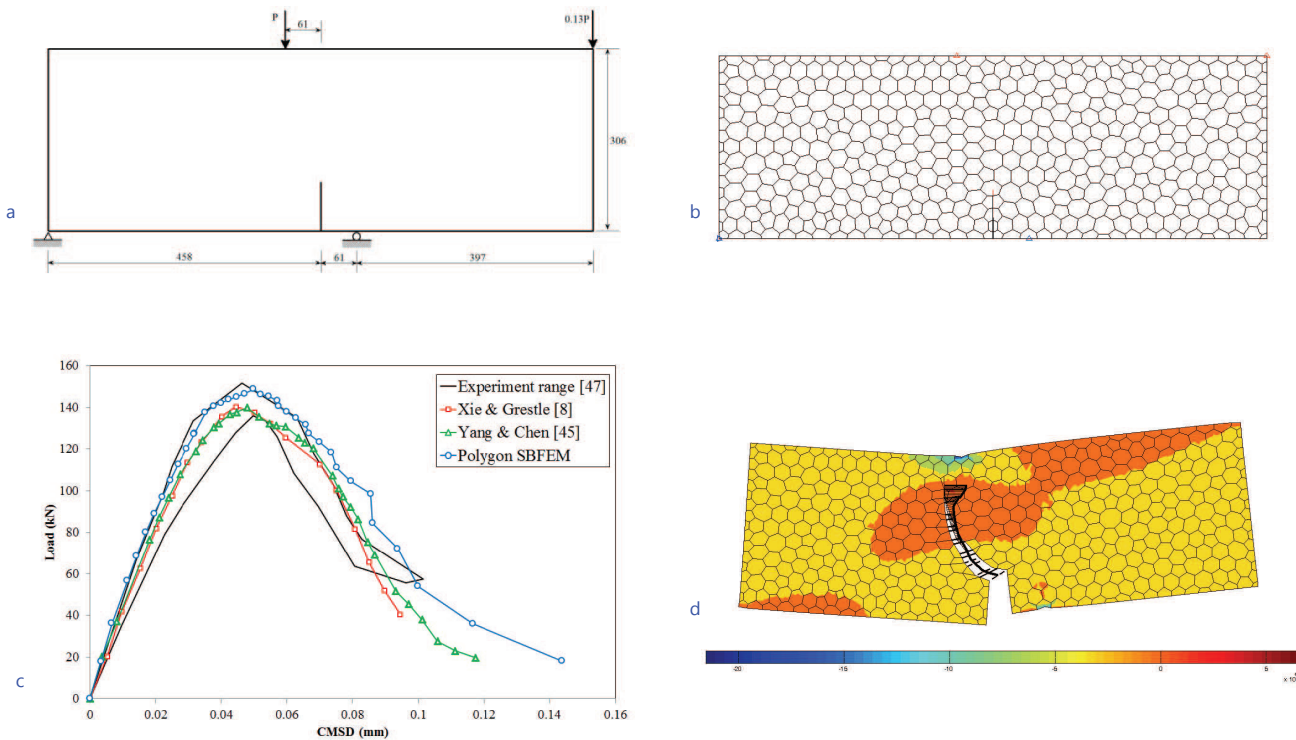 P
61
0.13P
306
a
458
61
397
b
160
140
120
100
80
60
40
20
0
Load (kN)
Experiment range [47]
Xie & Grestle [8]
Yang & Chen [45]
Polygon SBFEM
0 0.02 0.04 0.06 0.08 0.1 0.12 0.14 0.16
CMSD (mm)
c
d
-20 -15 -10 -5 0 5